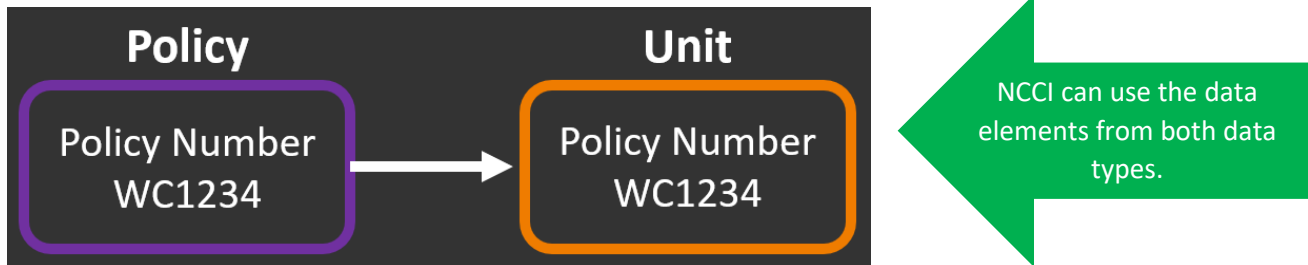 Policy
Unit
Policy Number
WC1234
Policy Number
WC1234
NCCI can use the data
elements from both data
types.